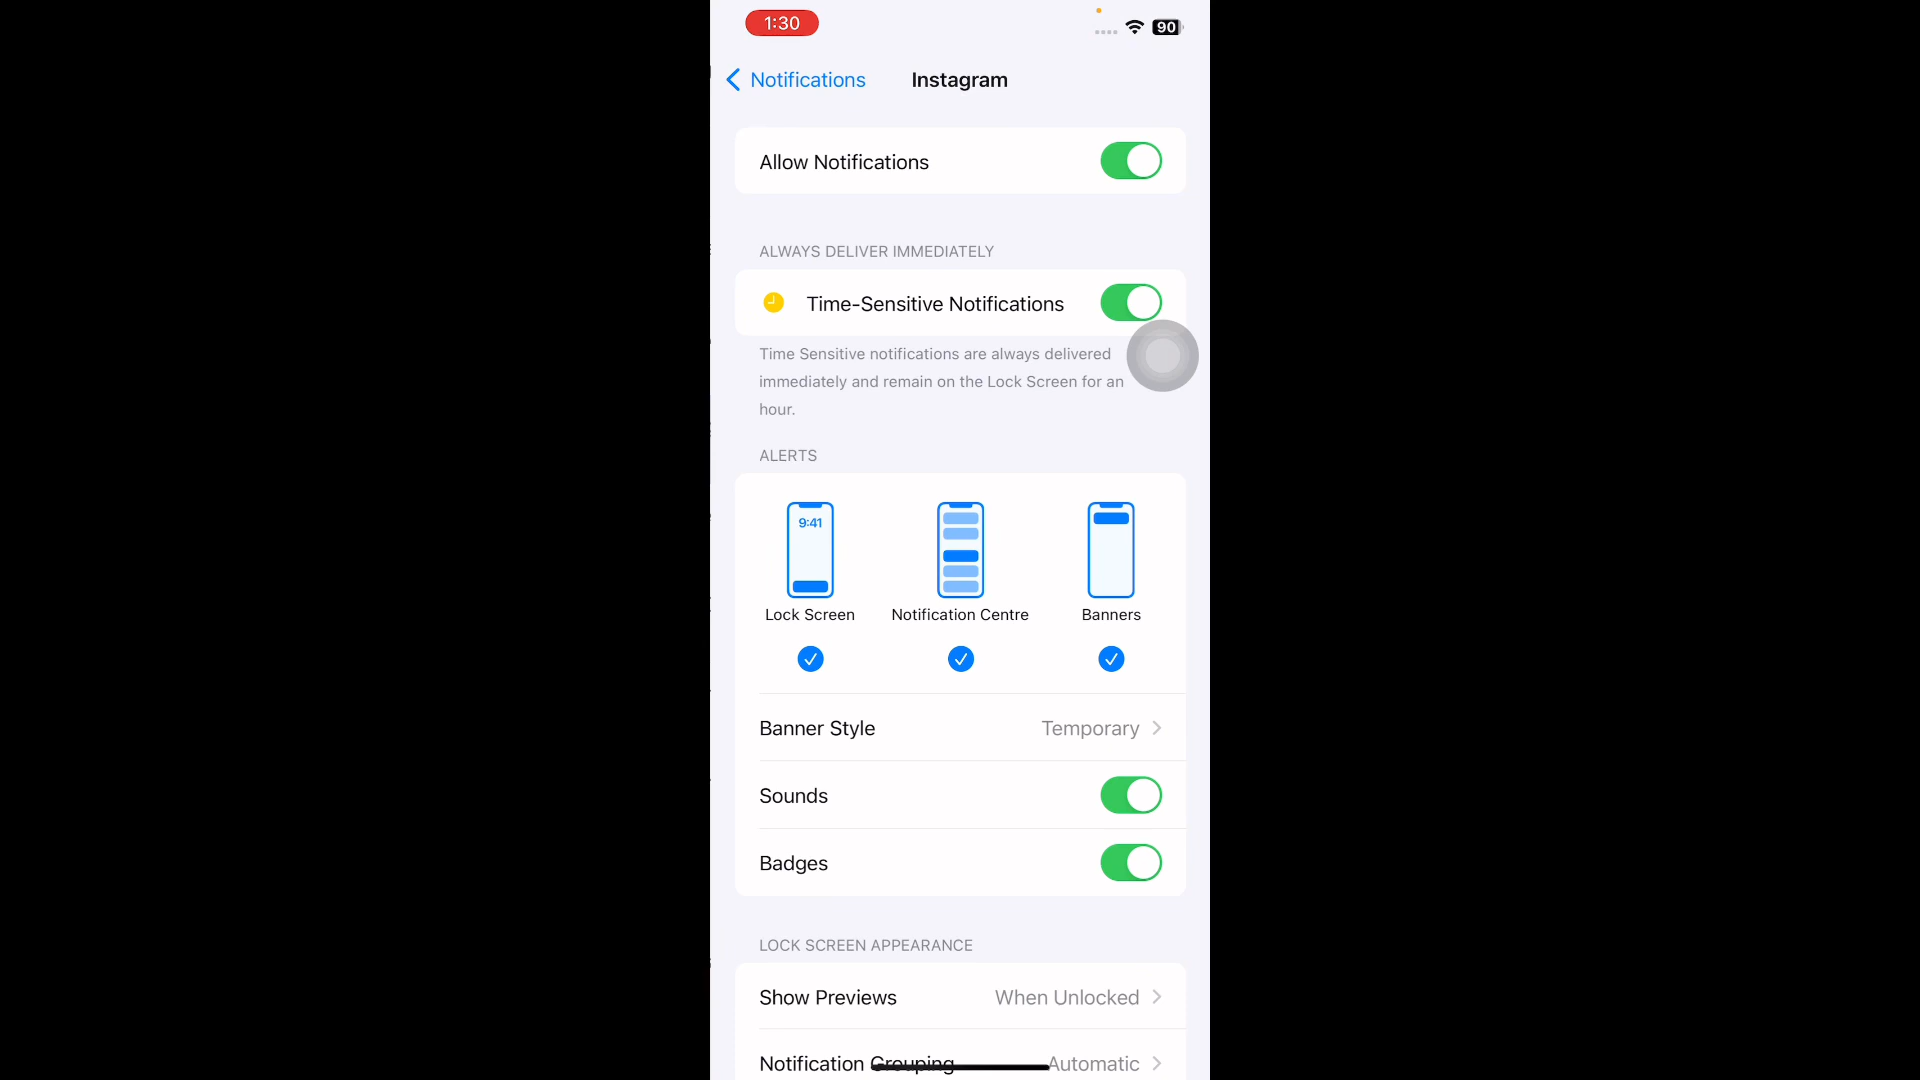 1:30
90
Notifications
Instagram
Allow Notifications
ALWAYS DELIVER IMMEDIATELY
Time-Sensitive Notifications
Time Sensitive notifications are always delivered
immediately and remain on the Lock Screen for an
hour.
ALERTS
9:41
Lock Screen
Notification Centre
Banners
Banner Style
Temporary
Sounds
Badges
LOCK SCREEN APPEARANCE
Show Previews
When Unlocked
Notification Grouping
Automatic